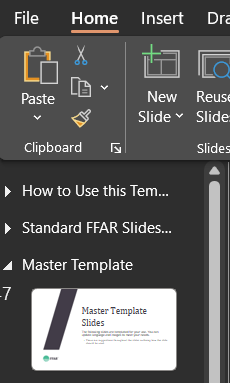 File Home Insert Dra
Paste
New
Slide
Reuse
Slides
Clipboard
Slides
How to Use this Tem...
Standard FFAR Slides...
Master Template
47
Master Template
Slides
FFAR